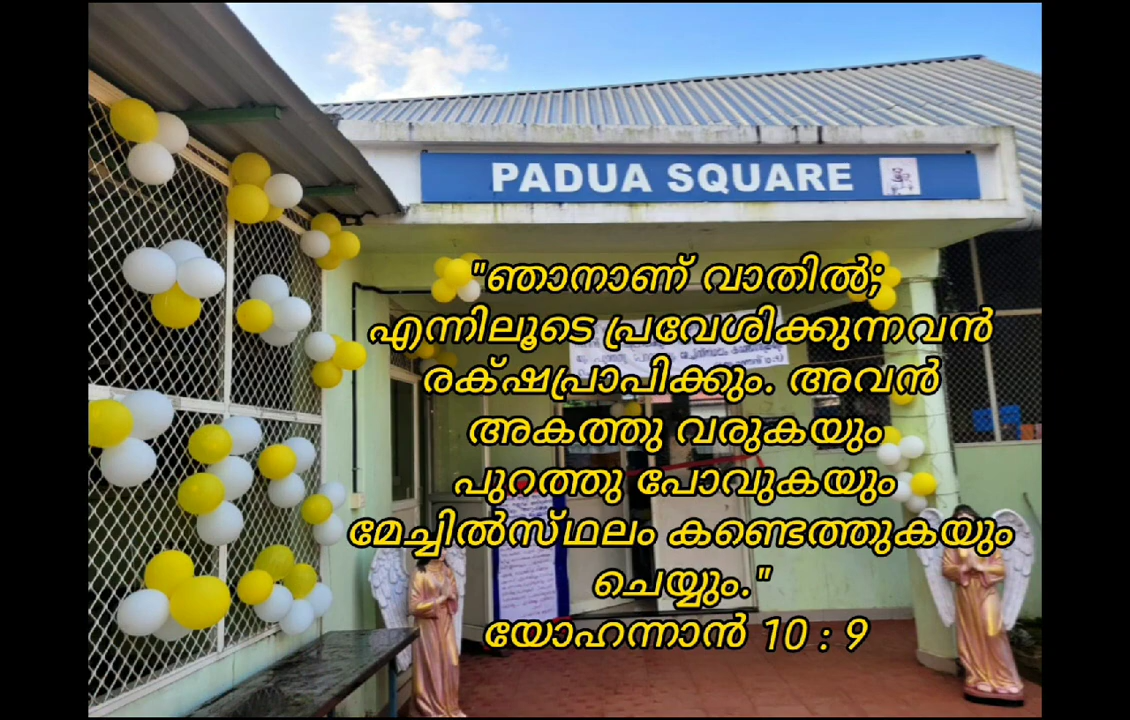 PADUA SQUARE
"ഞാനാണ് വാതിൽ;
എന്നിലൂടെ പ്രവേശിക്കുന്നവൻ
രക്ഷപ്രാപിക്കും. അവൻ
അകത്തു വരുകയും
പുറത്തു പോവുകയും
മേച്ചിൽസ്ഥലം കണ്ടെത്തുകയും
ചെയ്യും."
യോഹന്നാൻ 10 : 9